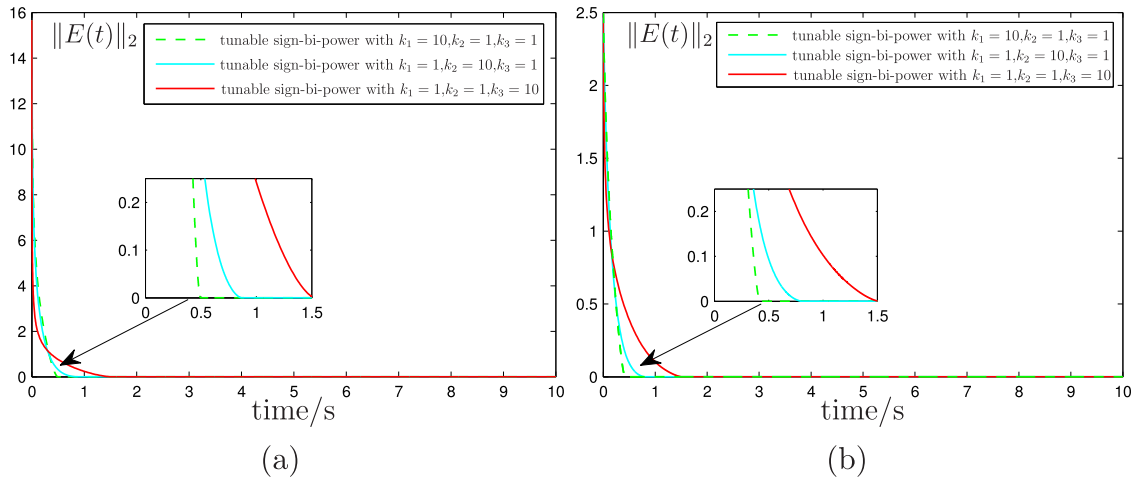 ‖E(t)‖₂
tunable sign-bi-power with k₁ = 10,k₂ = 1,k₃ = 1
tunable sign-bi-power with k₁ = 1,k₂ = 10,k₃ = 1
tunable sign-bi-power with k₁ = 1,k₂ = 1,k₃ = 10
16
14
12
10
8
6
4
2
0
0.2
0.1
0
0 0.5 1 1.5
0 1 2 3 4 5 6 7 8 9 10
time/s
(a)
‖E(t)‖₂
tunable sign-bi-power with k₁ = 10,k₂ = 1,k₃ = 1
tunable sign-bi-power with k₁ = 1,k₂ = 10,k₃ = 1
tunable sign-bi-power with k₁ = 1,k₂ = 1,k₃ = 10
2.5
2
1.5
1
0.5
0
0.2
0.1
0
0 0.5 1 1.5
0 1 2 3 4 5 6 7 8 9 10
time/s
(b)